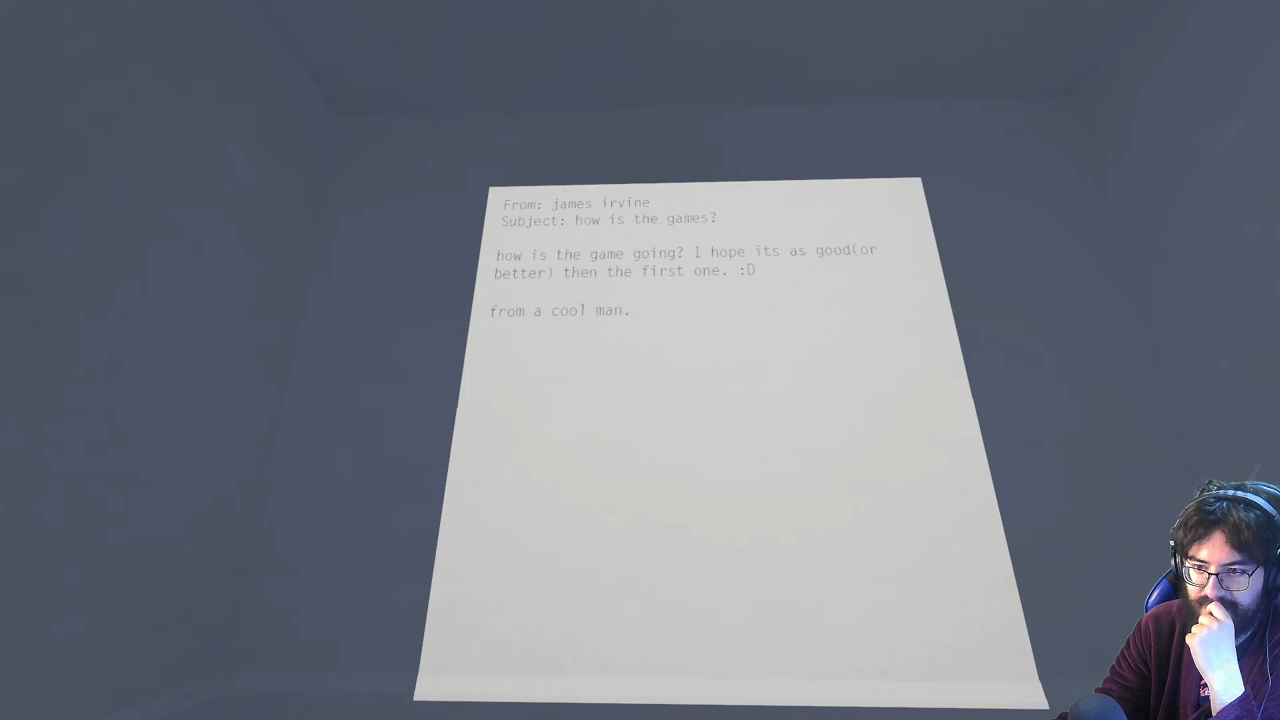 From: james irvine
Subject: how is the games?
how is the game going? I hope its as good(or
better) then the first one. :D
from a cool man.